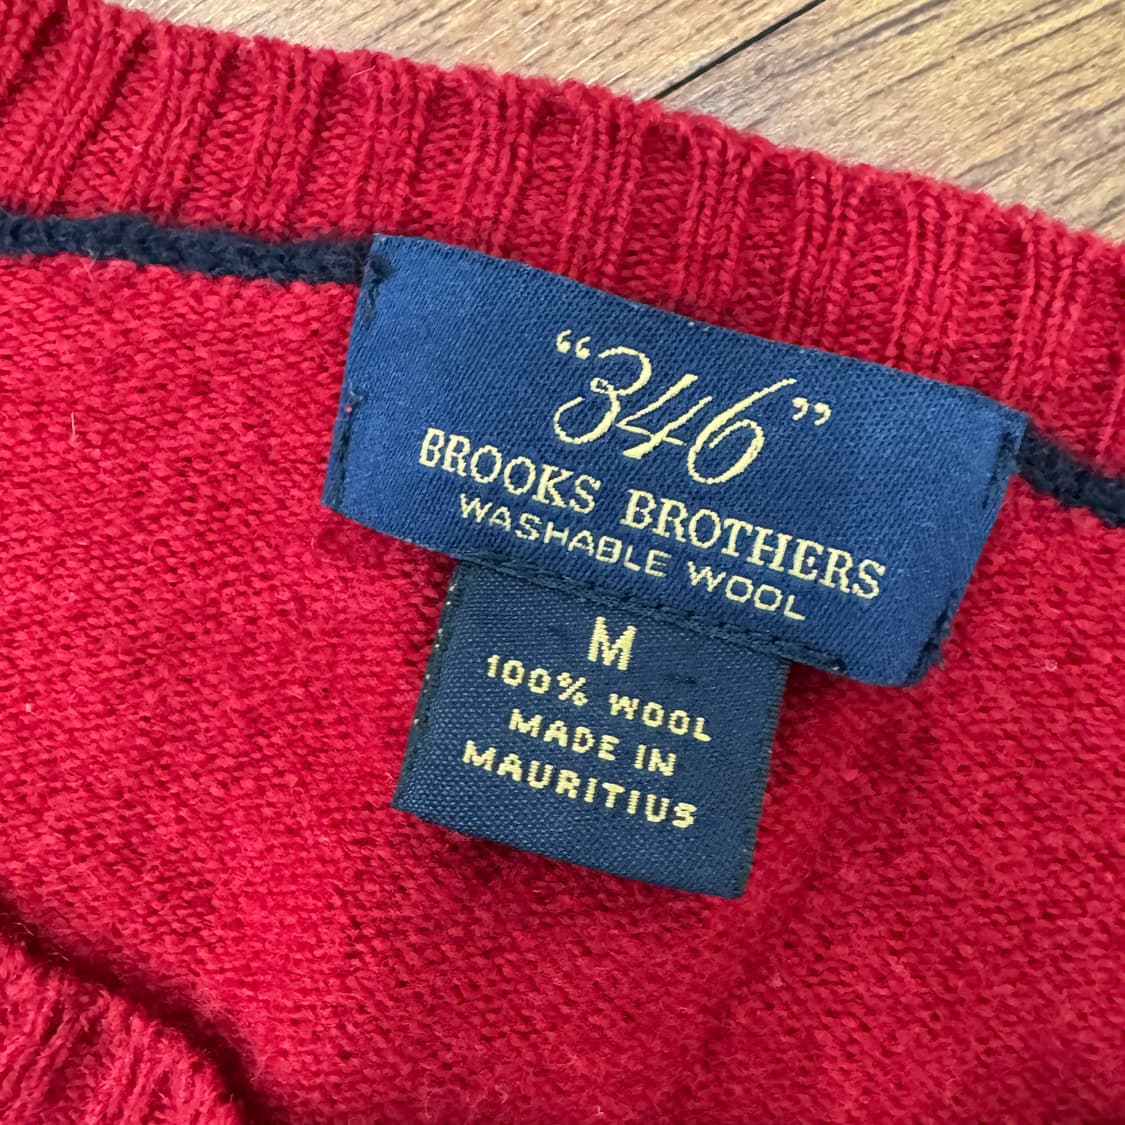 “346”
BROOKS BROTHERS
WASHABLE WOOL
M
100% WOOL
MADE IN
MAURITIUS